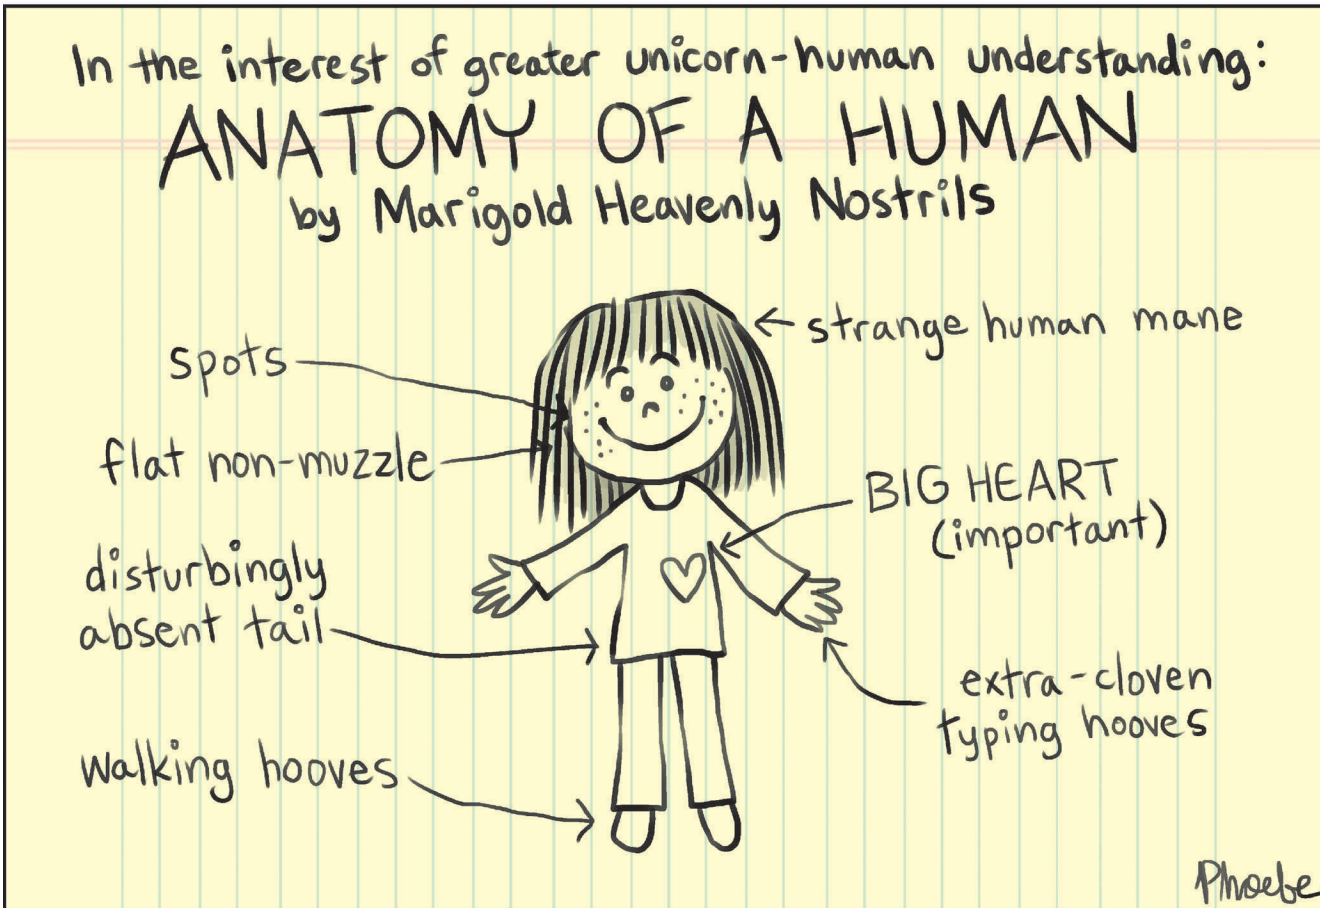 In the interest of greater unicorn-human understanding:
ANATOMY OF A HUMAN
by Marigold Heavenly Nostrils
strange human mane
spots
flat non-muzzle
BIG HEART
(important)
disturbingly
absent tail
extra-cloven
typing hooves
walking hooves
Phoebe